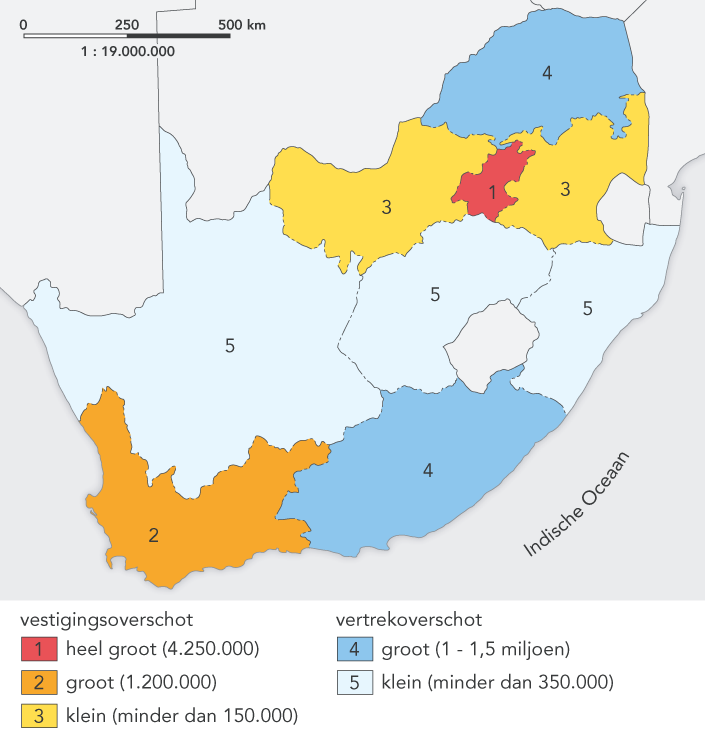 0 250 500 km
1 : 19.000.000
4
3
1
3
5
5
5
4
2
Indische Oceaan
vestigingsoverschot
1 heel groot (4.250.000)
2 groot (1.200.000)
3 klein (minder dan 150.000)
vertrekoverschot
4 groot (1 - 1,5 miljoen)
5 klein (minder dan 350.000)